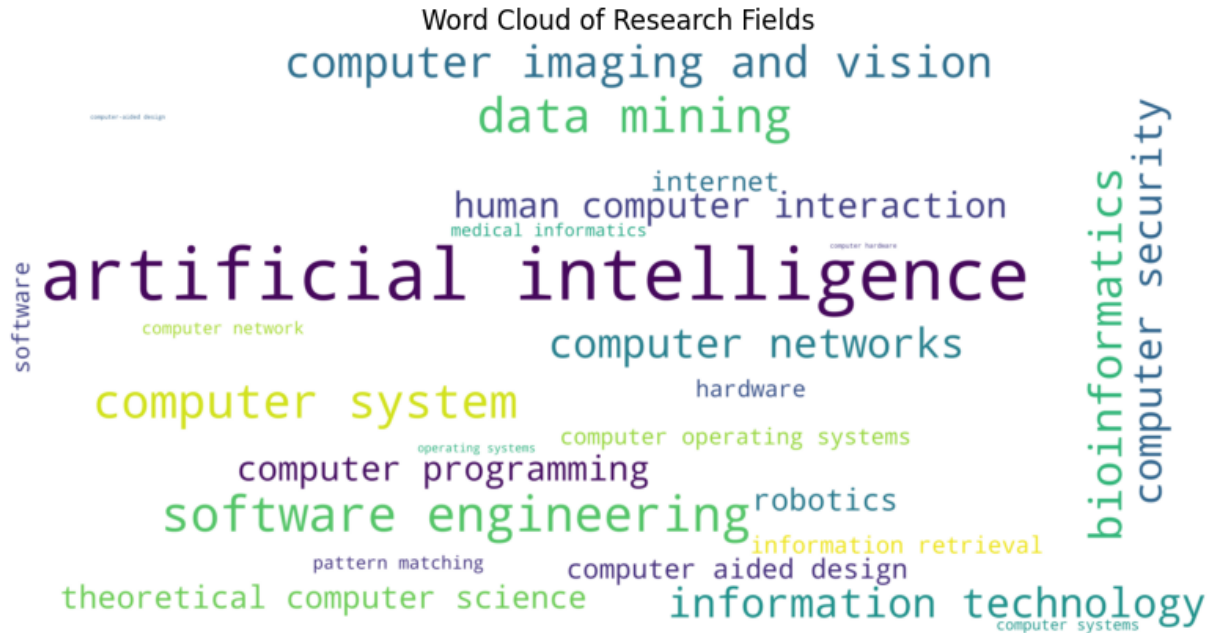 Word Cloud of Research Fields
computer imaging and vision
data mining
computer-aided design
internet
human computer interaction
medical informatics
computer hardware
artificial intelligence
software
computer network
computer networks
hardware
computer system
computer operating systems
operating systems
computer programming
robotics
software engineering
information retrieval
pattern matching
computer aided design
theoretical computer science
information technology
computer systems
bioinformatics
computer security